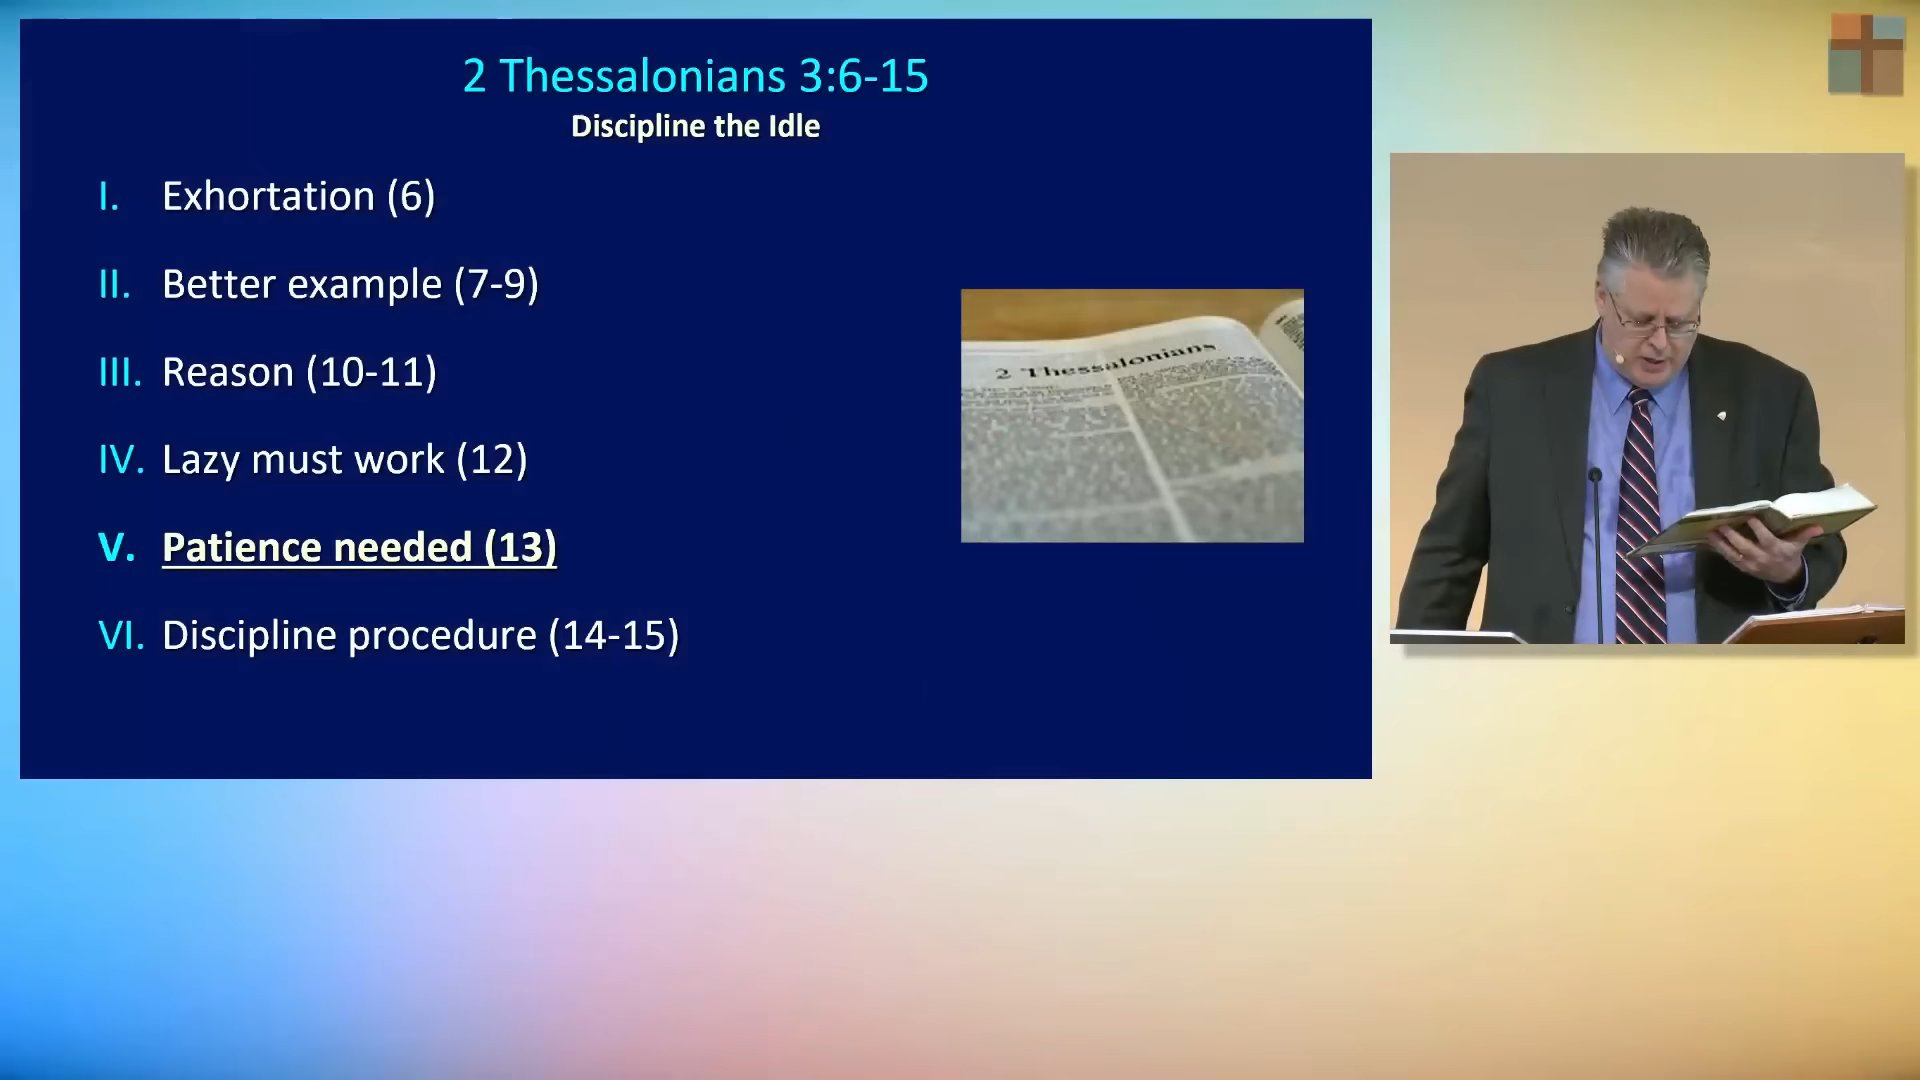 2 Thessalonians 3:6-15
Discipline the Idle
I. Exhortation (6)
II. Better example (7-9)
III. Reason (10-11)
IV. Lazy must work (12)
V. Patience needed (13)
VI. Discipline procedure (14-15)
2 Thessalonians